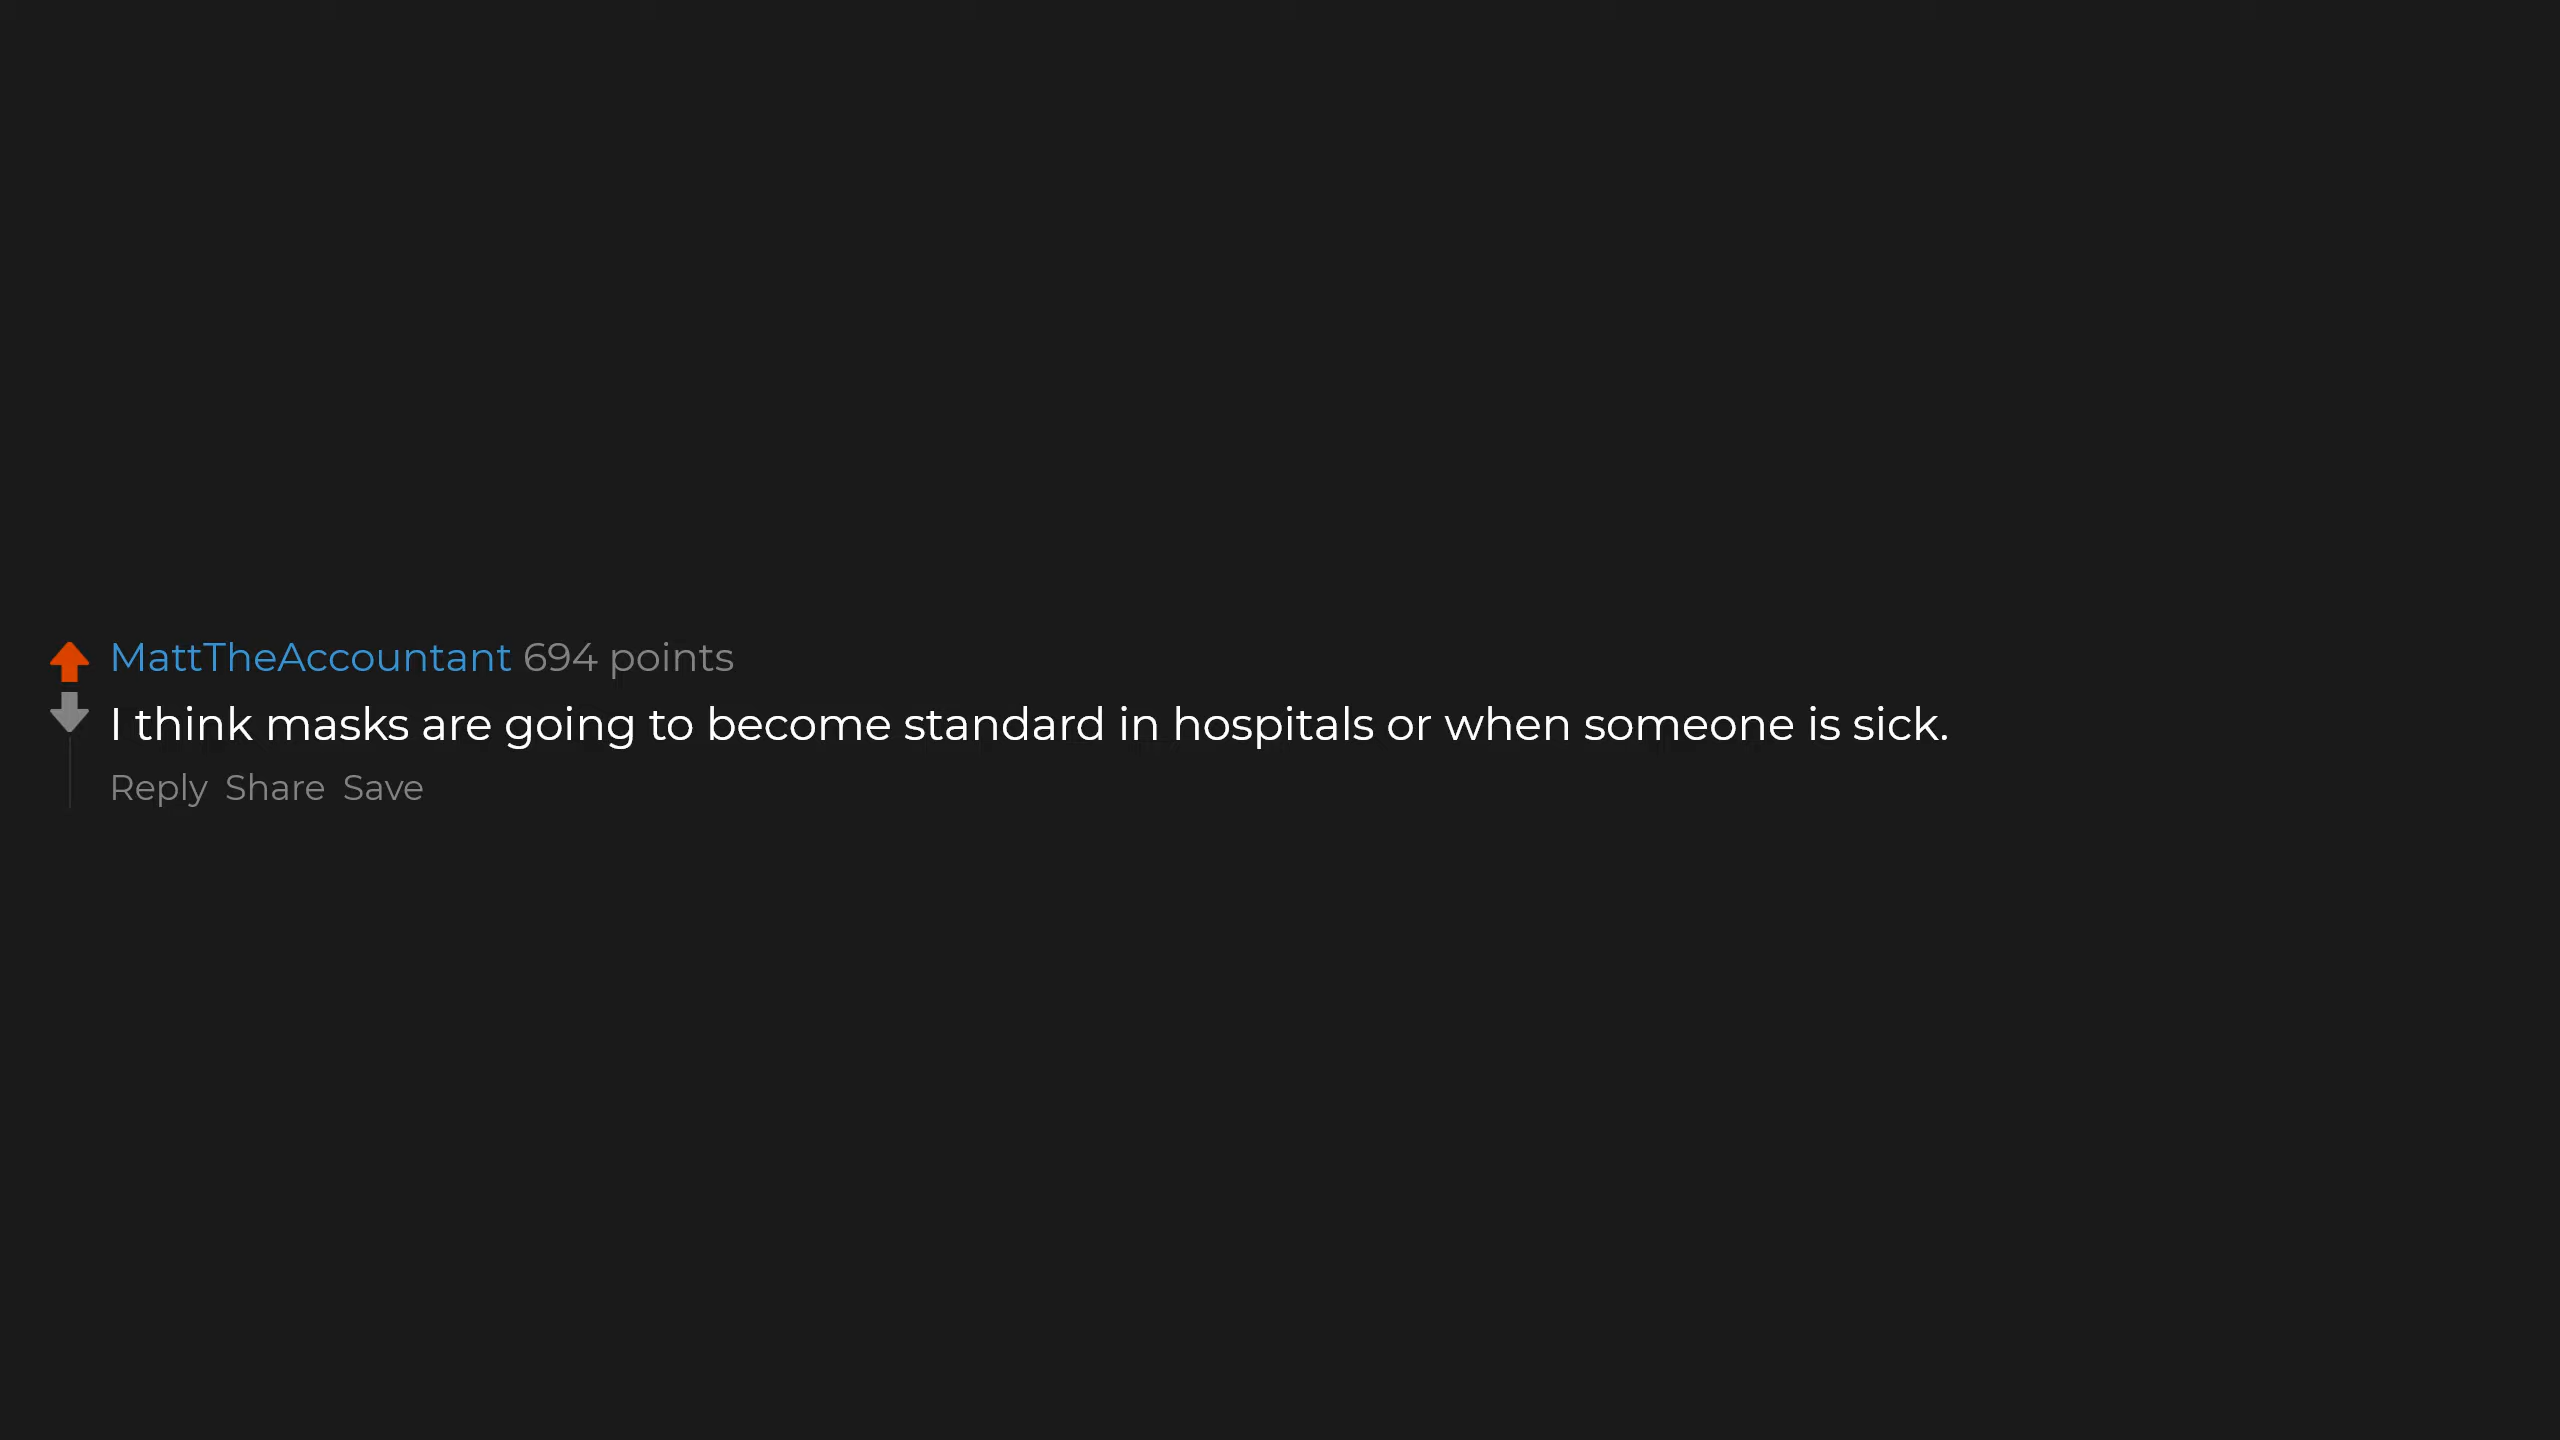 MattTheAccountant 694 points
I think masks are going to become standard in hospitals or when someone is sick.
Reply Share Save